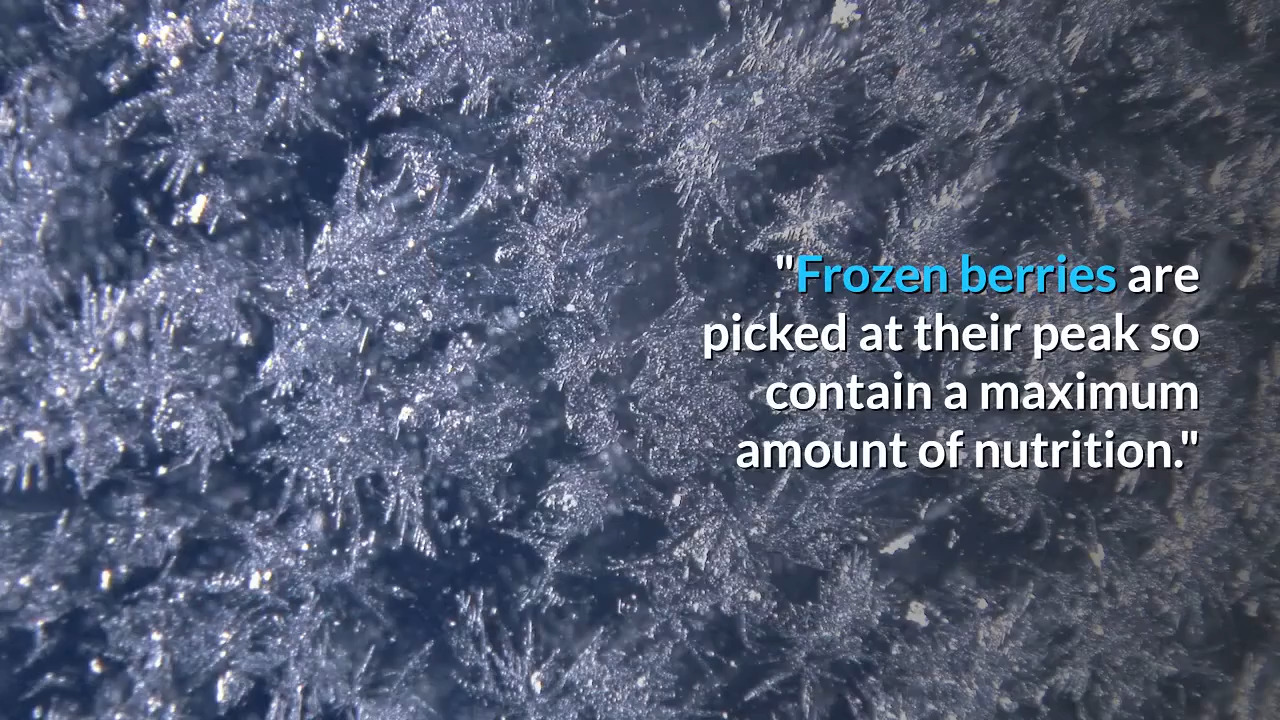 "Frozen berries are
picked at their peak so
contain a maximum
amount of nutrition."